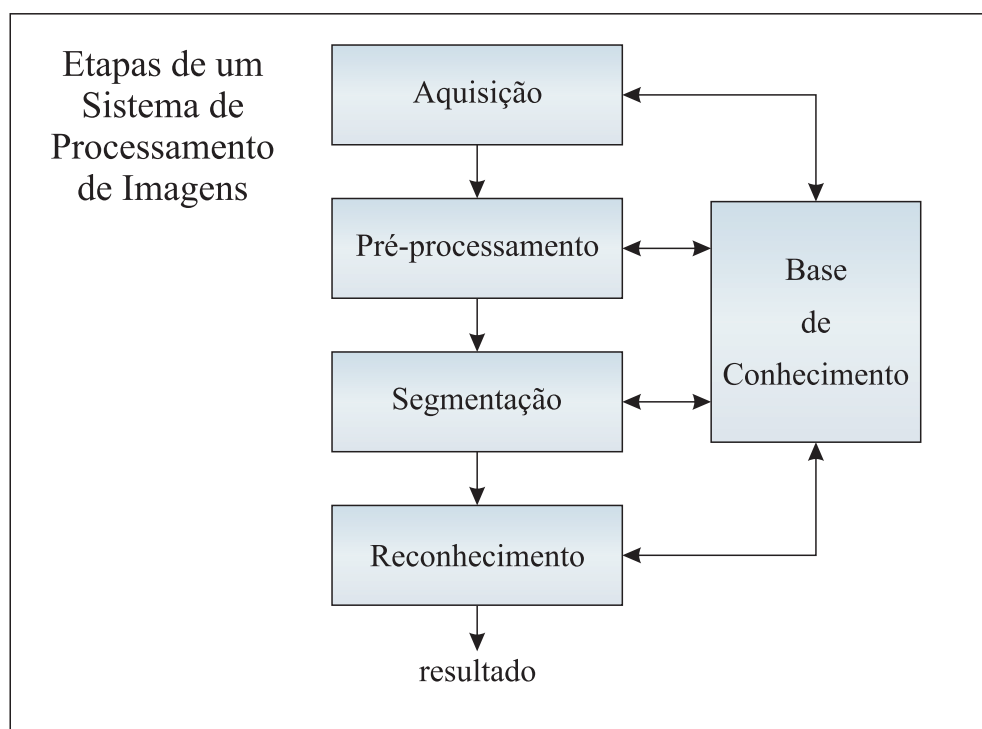 Etapas de um
Sistema de
Processamento
de Imagens
Aquisição
Pré-processamento
Segmentação
Reconhecimento
resultado
Base
de
Conhecimento